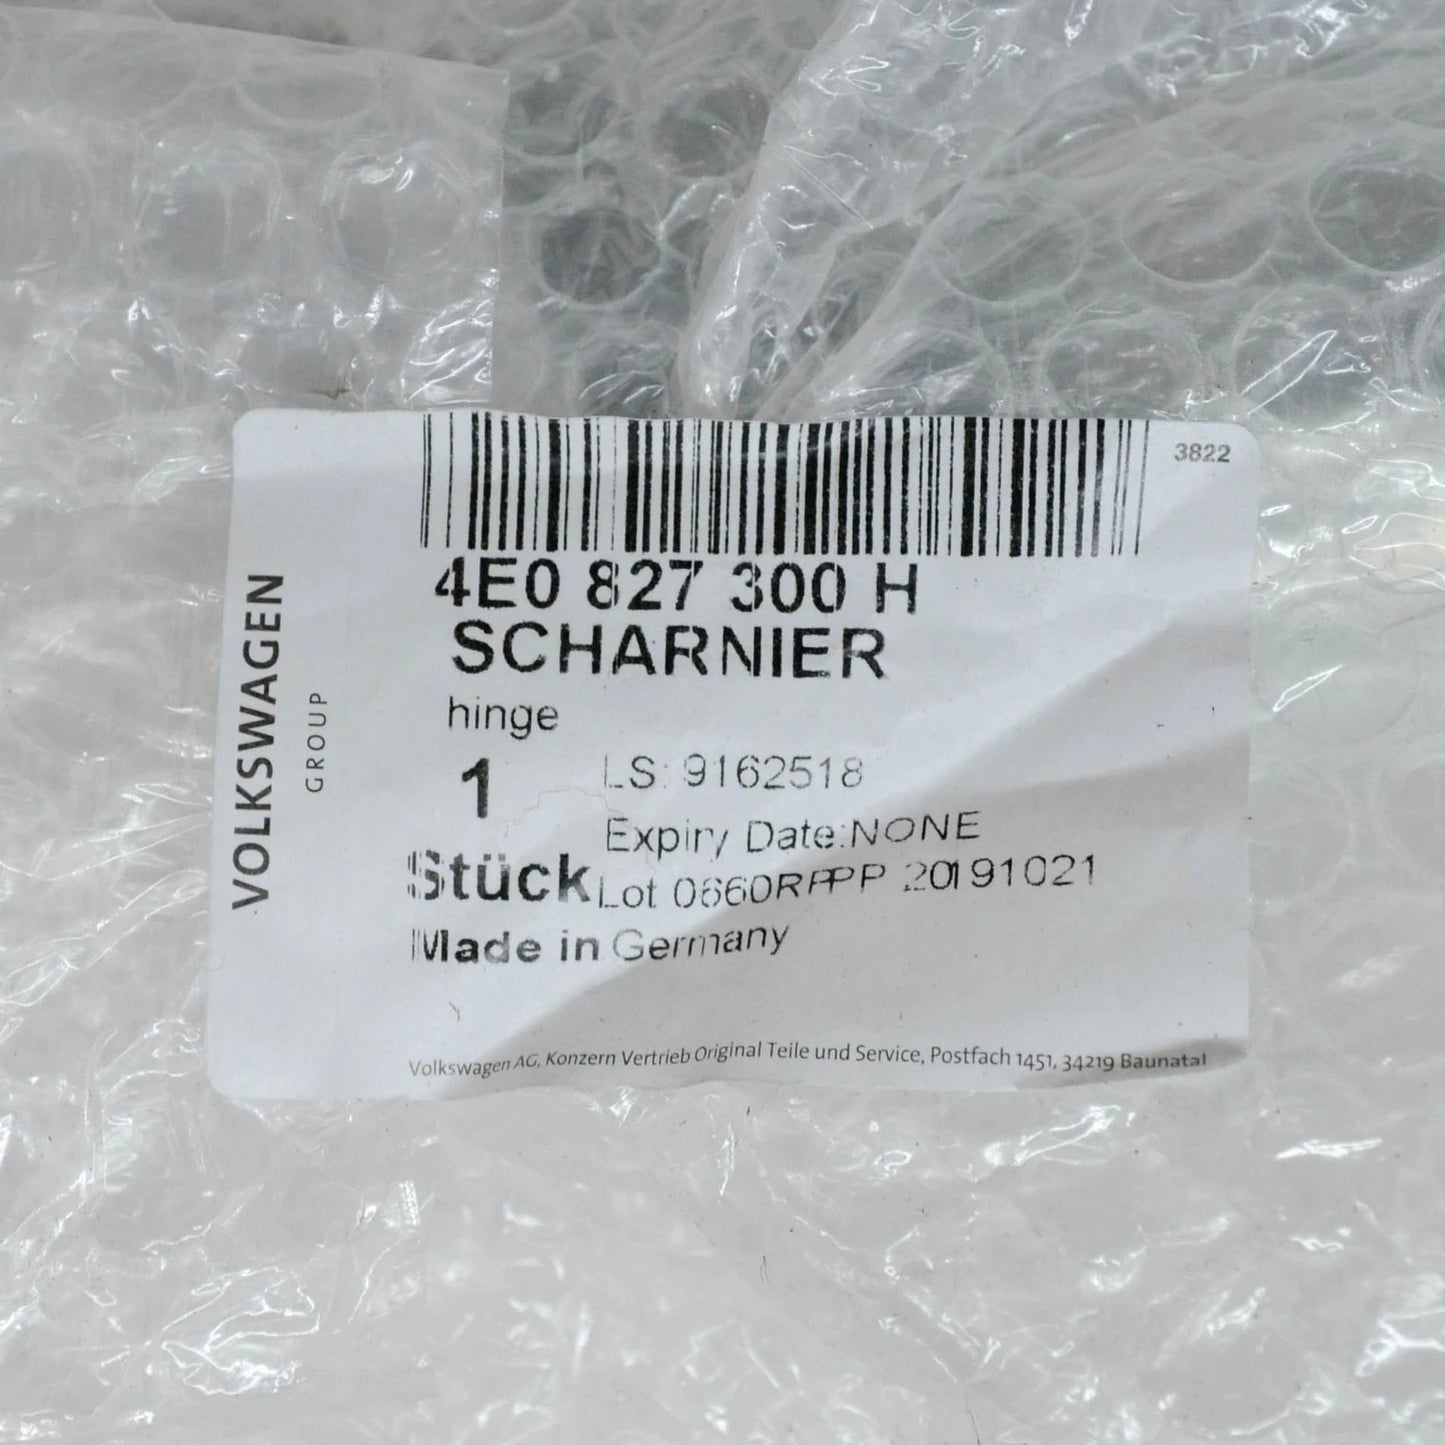 3822
4E0 827 300 H
SCHARNIER
hinge
1
LS: 9162518
Expiry Date:NONE
Stück
Lot 0660RPPP 20191021
Made in Germany
Volkswagen AG, Konzern Vertrieb Original Teile und Service, Postfach 1451, 34219 Baunatal
VOLKSWAGEN
GROUP